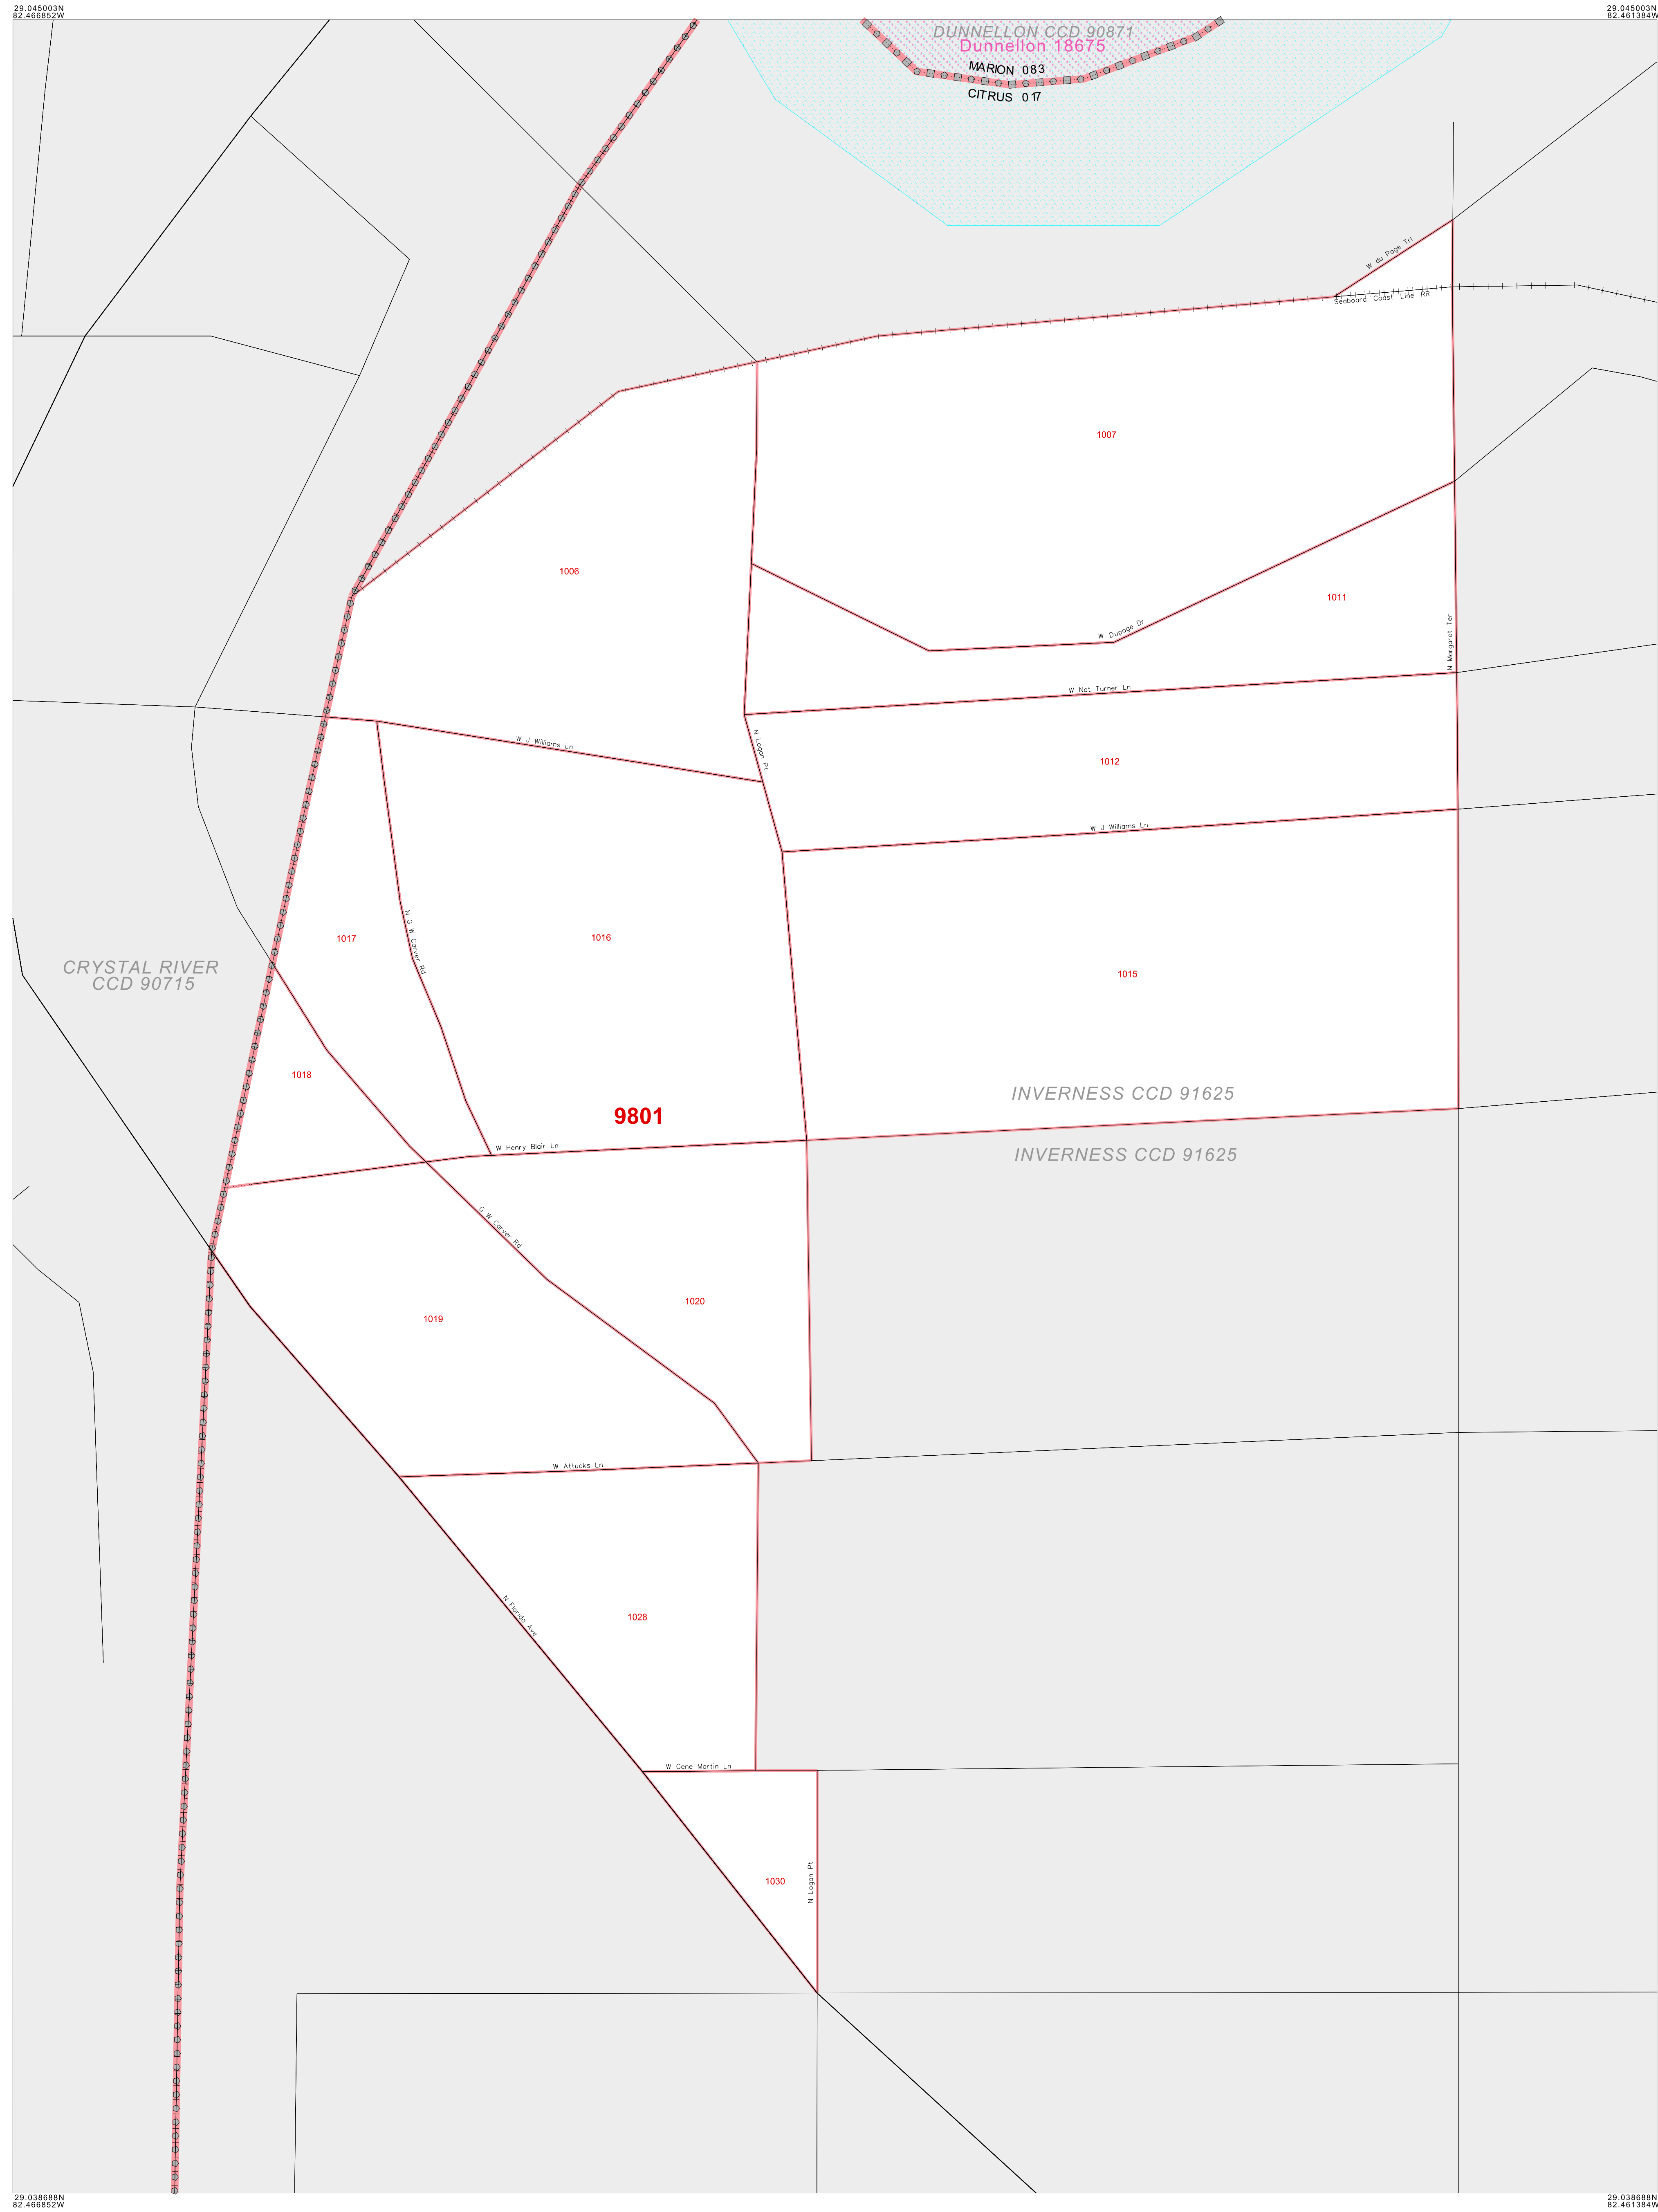 29.045003N
82.466852W
29.045003N
82.461384W
DUNNELLON CCD 90871
Dunnellon 18675
MARION 083
CITRUS 017
W du Page Trl
Seaboard Coast Line RR
1007
1006
1011
W Dupage Dr
N Margaret Ter
W Nat Turner Ln
W J Williams Ln
N Logan Pt
1012
W J Williams Ln
1017
N G W Carver Rd
1016
CRYSTAL RIVER
CCD 90715
1015
1018
INVERNESS CCD 91625
9801
W Henry Blair Ln
INVERNESS CCD 91625
G W Carver Rd
1020
1019
W Attucks Ln
N Florida Ave
1028
W Gene Martin Ln
1030
N Logan Pt
29.038688N
82.466852W
29.038688N
82.461384W